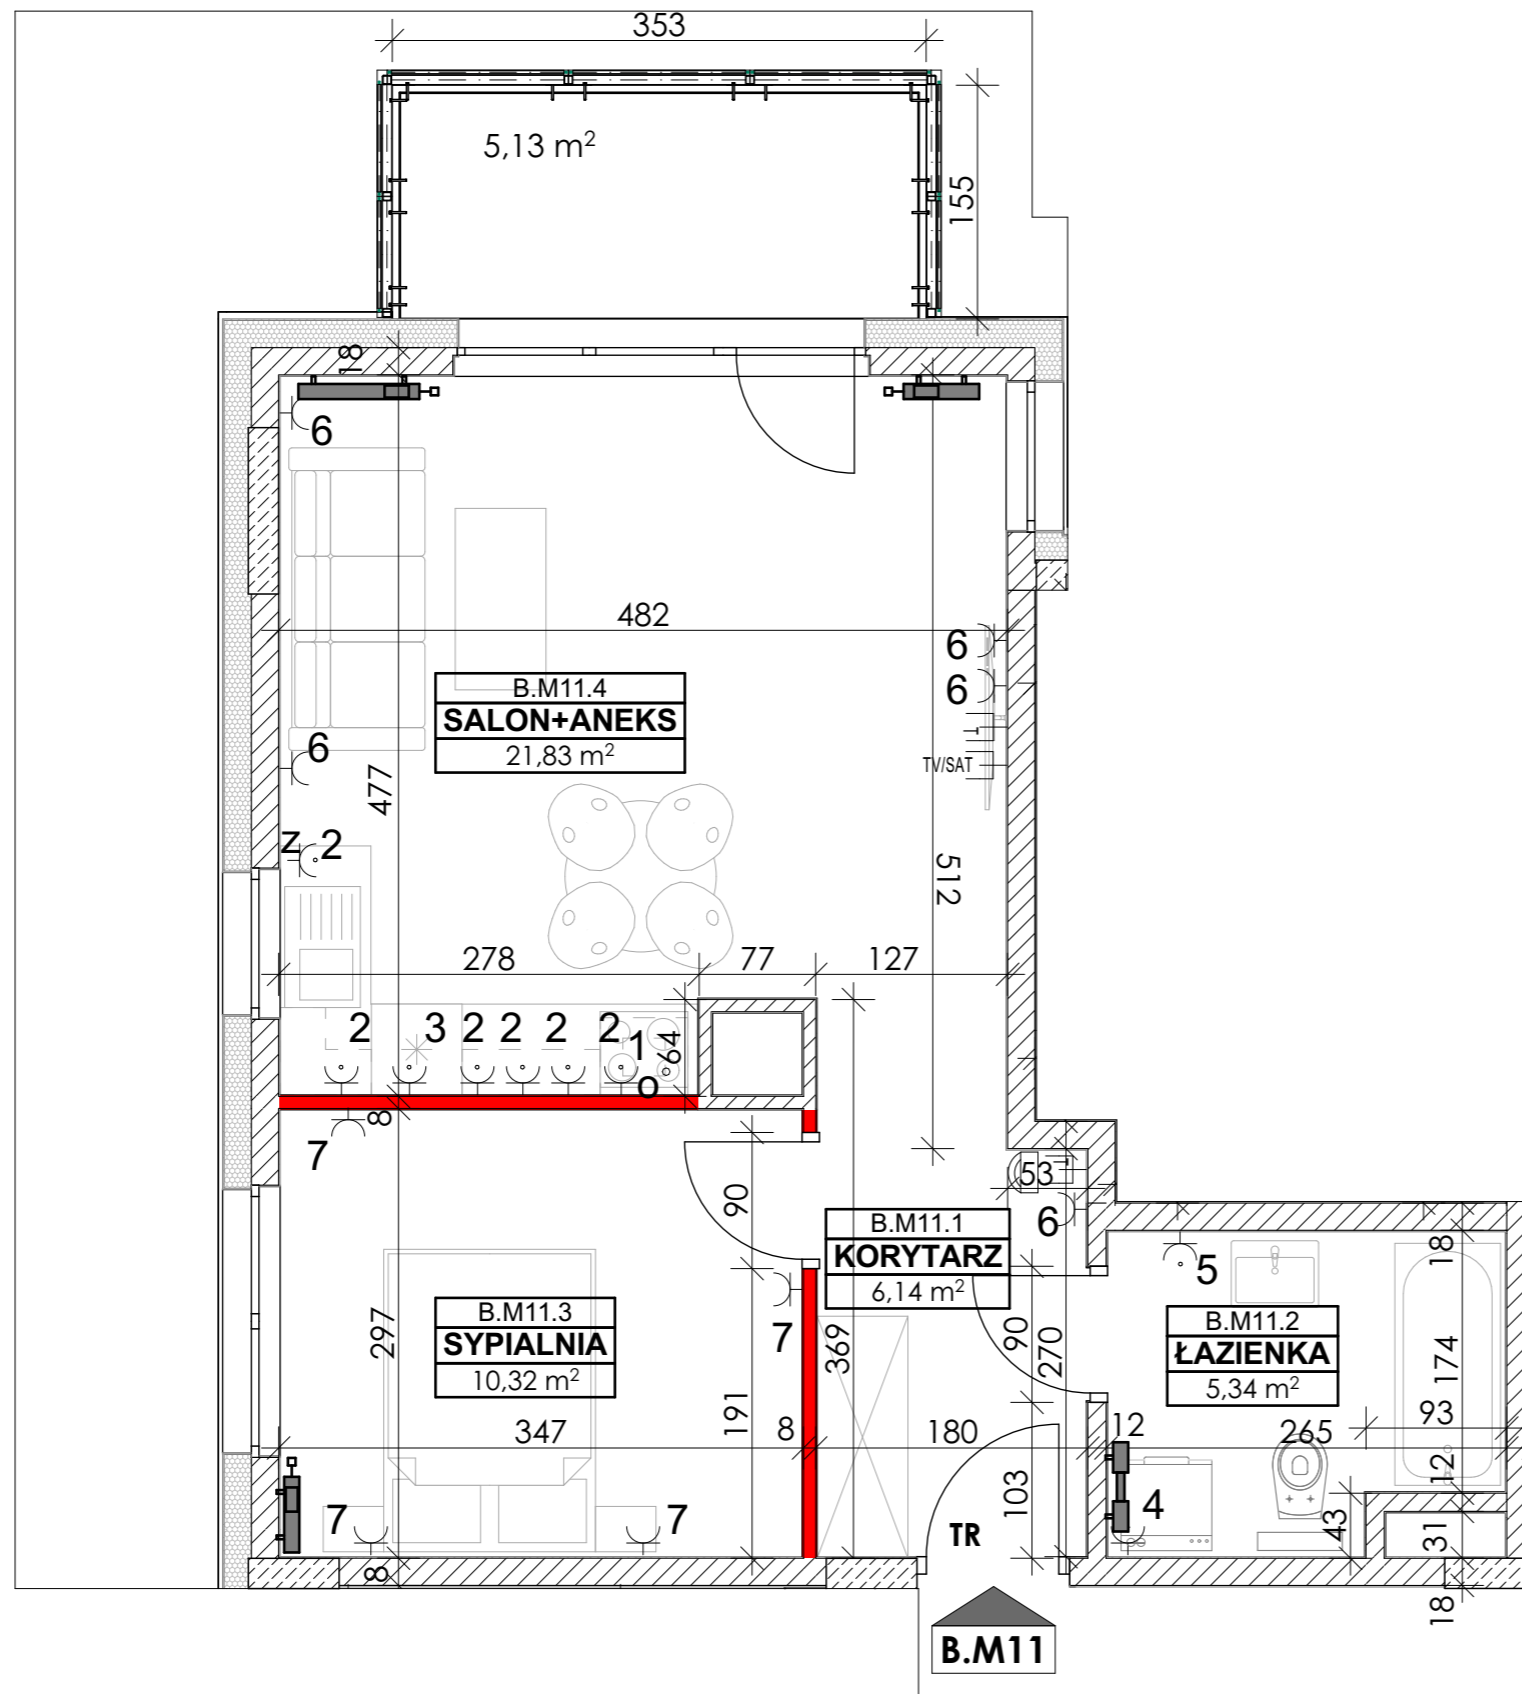 353
5,13 m²
155
18
6
482
6
6
B.M11.4
SALON+ANEKS
21,83 m²
T
TV/SAT
6
477
z 2
512
278
77
127
2
3
2
2
2
2
1
64
o
8
7
90
53
T
6
B.M11.1
KORYTARZ
6,14 m²
5
18
B.M11.3
SYPIALNIA
10,32 m²
297
7
369
90
270
B.M11.2
ŁAZIENKA
5,34 m²
174
191
347
8
180
12
265
93
12
7
7
103
TR
4
43
31
8
18
B.M11